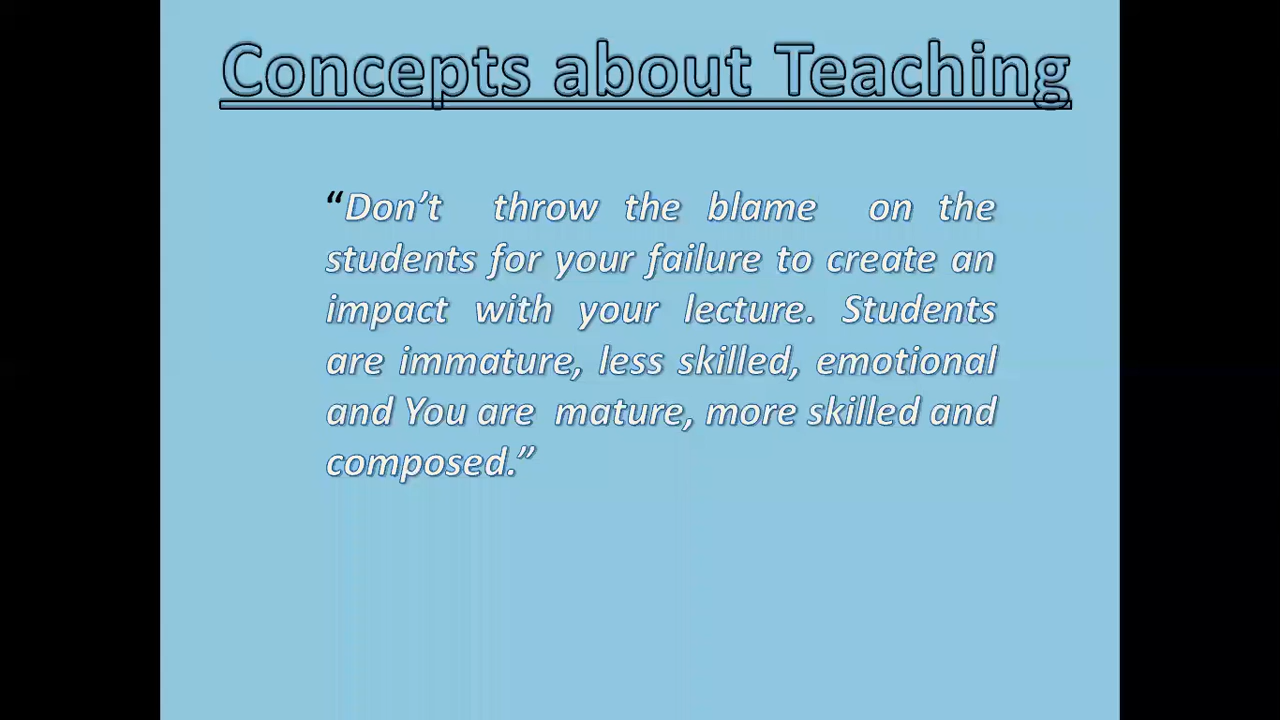 Concepts about Teaching
“Don’t throw the blame on the
students for your failure to create an
impact with your lecture. Students
are immature, less skilled, emotional
and You are mature, more skilled and
composed.”